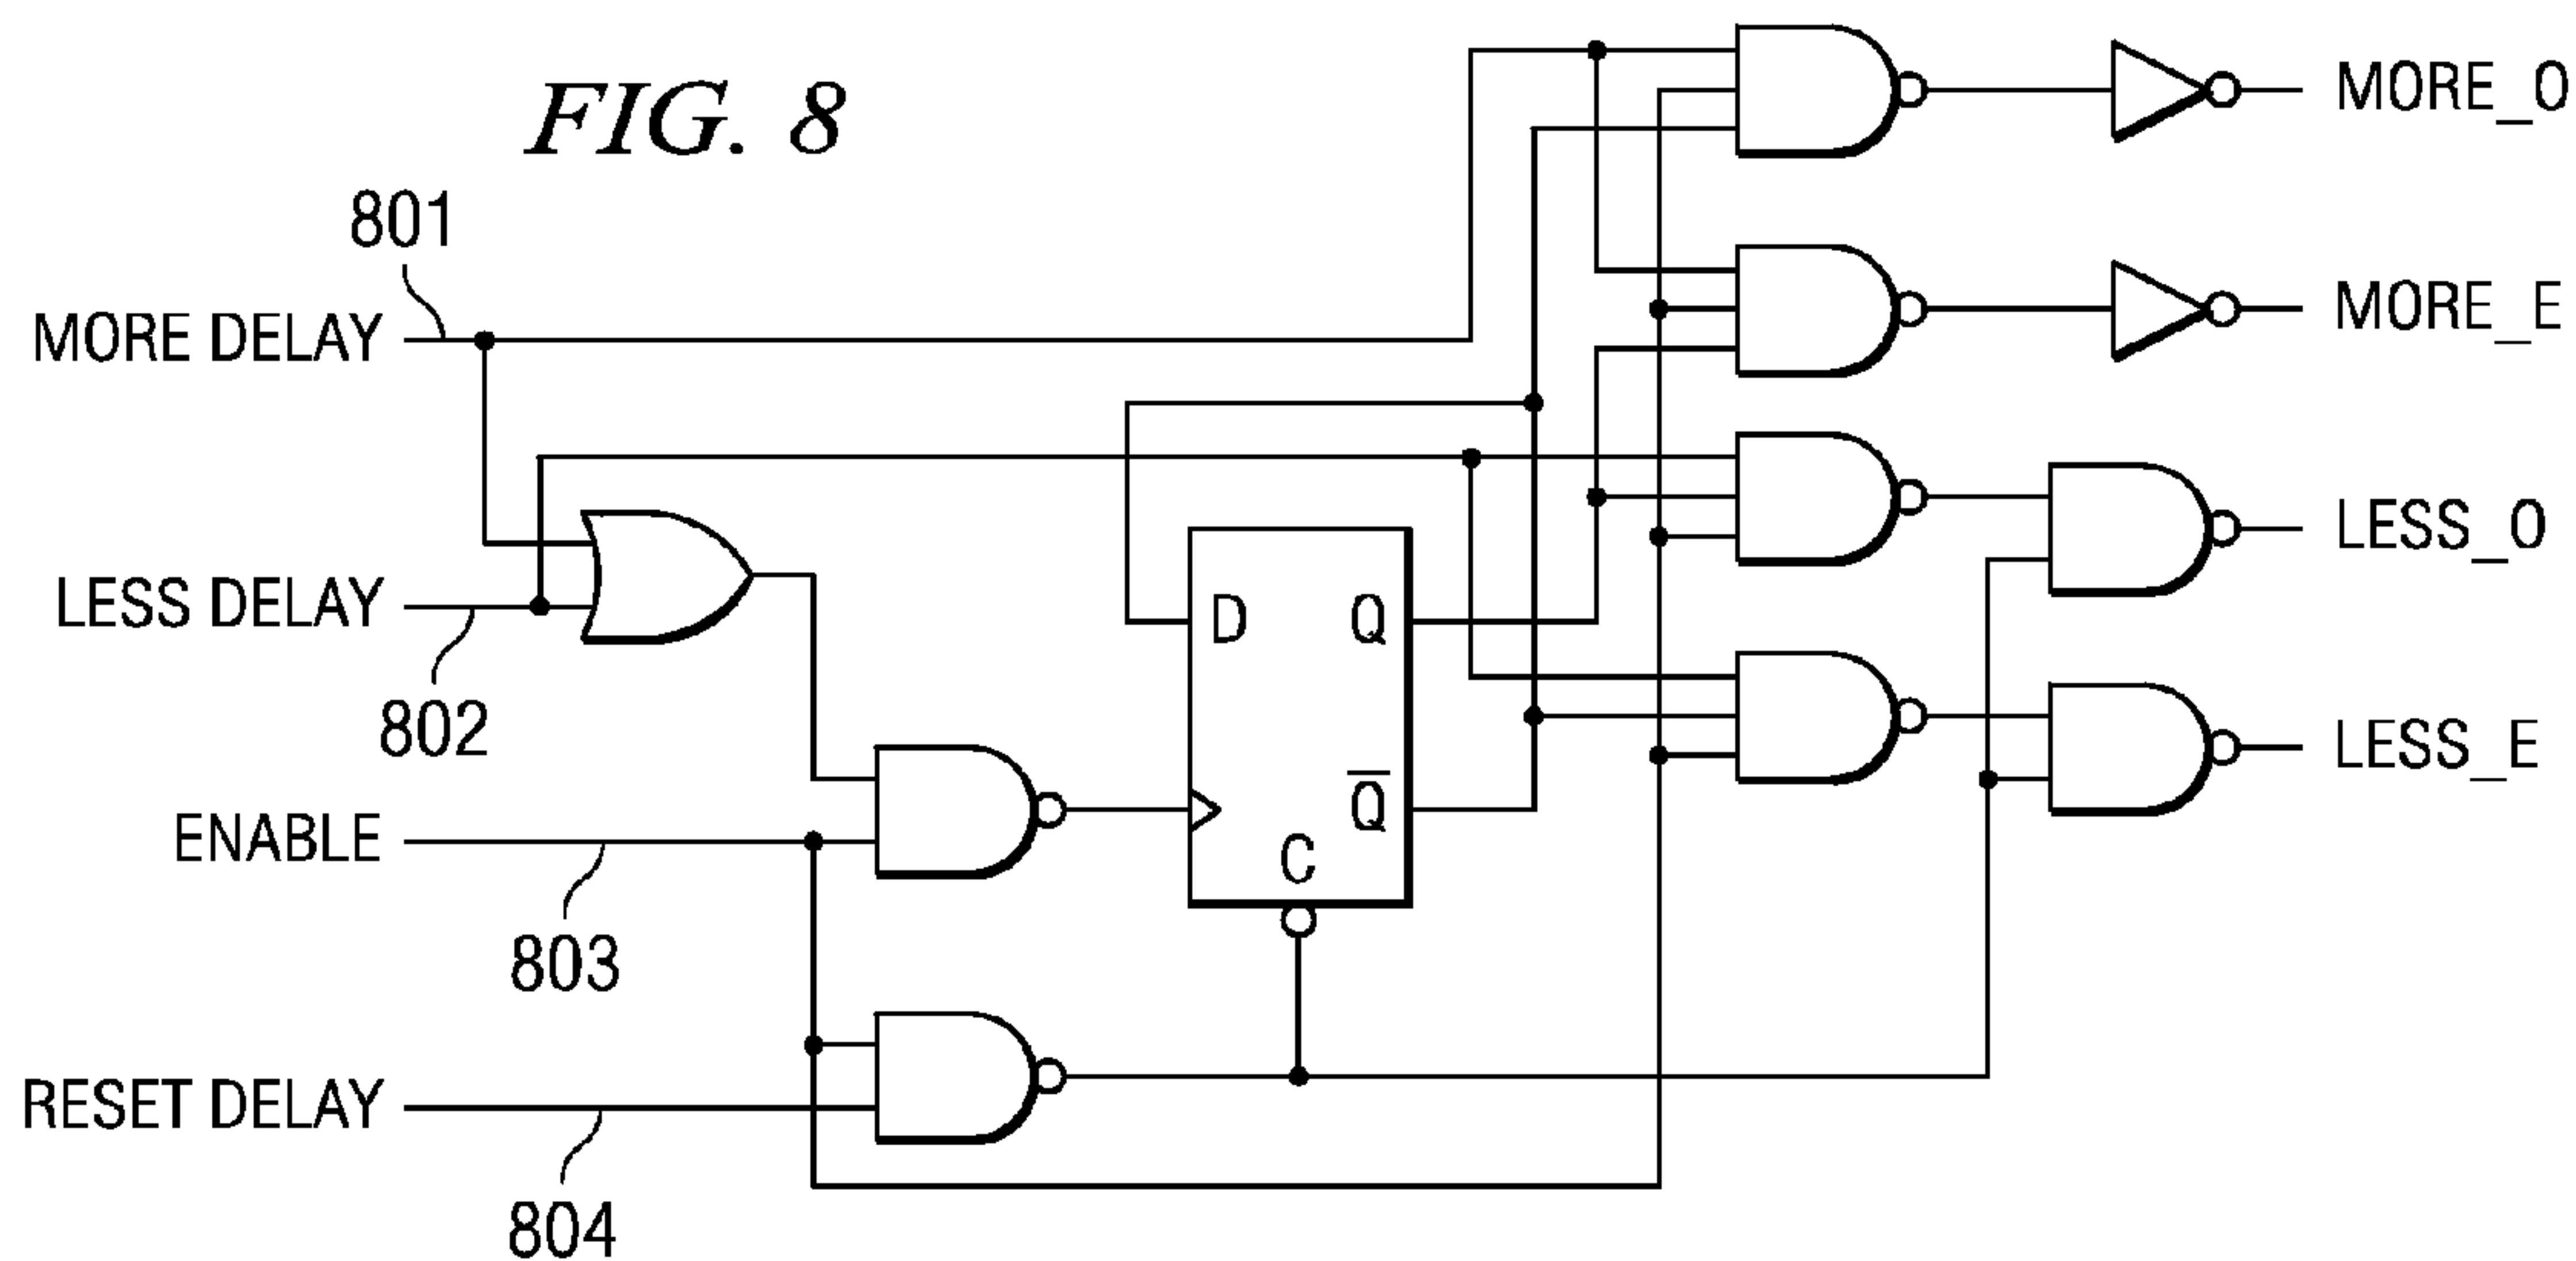 FIG. 8
801
MORE DELAY
LESS DELAY
802
ENABLE
803
RESET DELAY
804
D
Q
Q̅
C
MORE_O
MORE_E
LESS_O
LESS_E